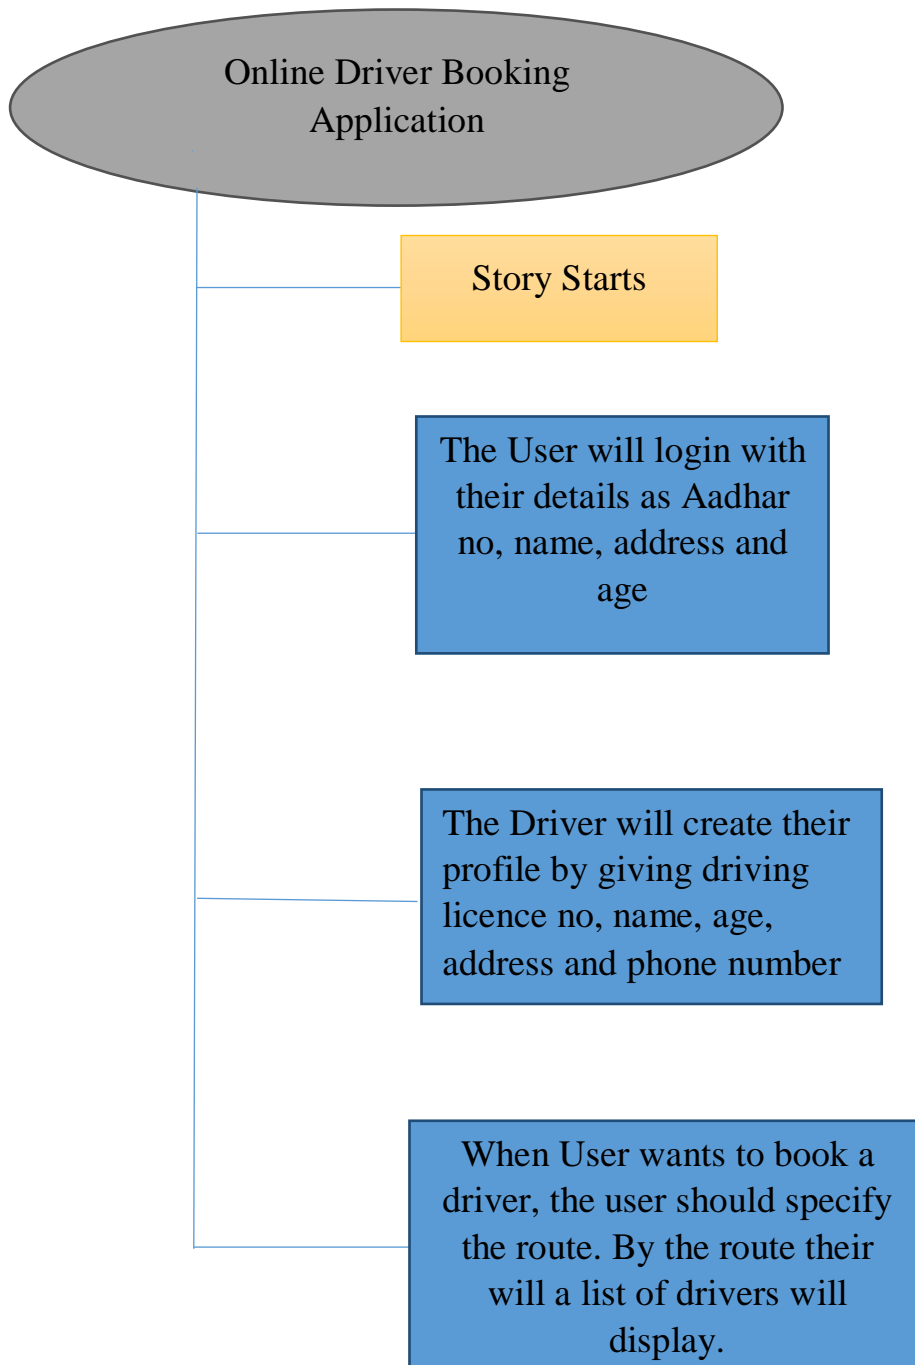 Online Driver Booking
Application
Story Starts
The User will login with
their details as Aadhar
no, name, address and
age
The Driver will create their
profile by giving driving
licence no, name, age,
address and phone number
When User wants to book a
driver, the user should specify
the route. By the route their
will a list of drivers will
display.